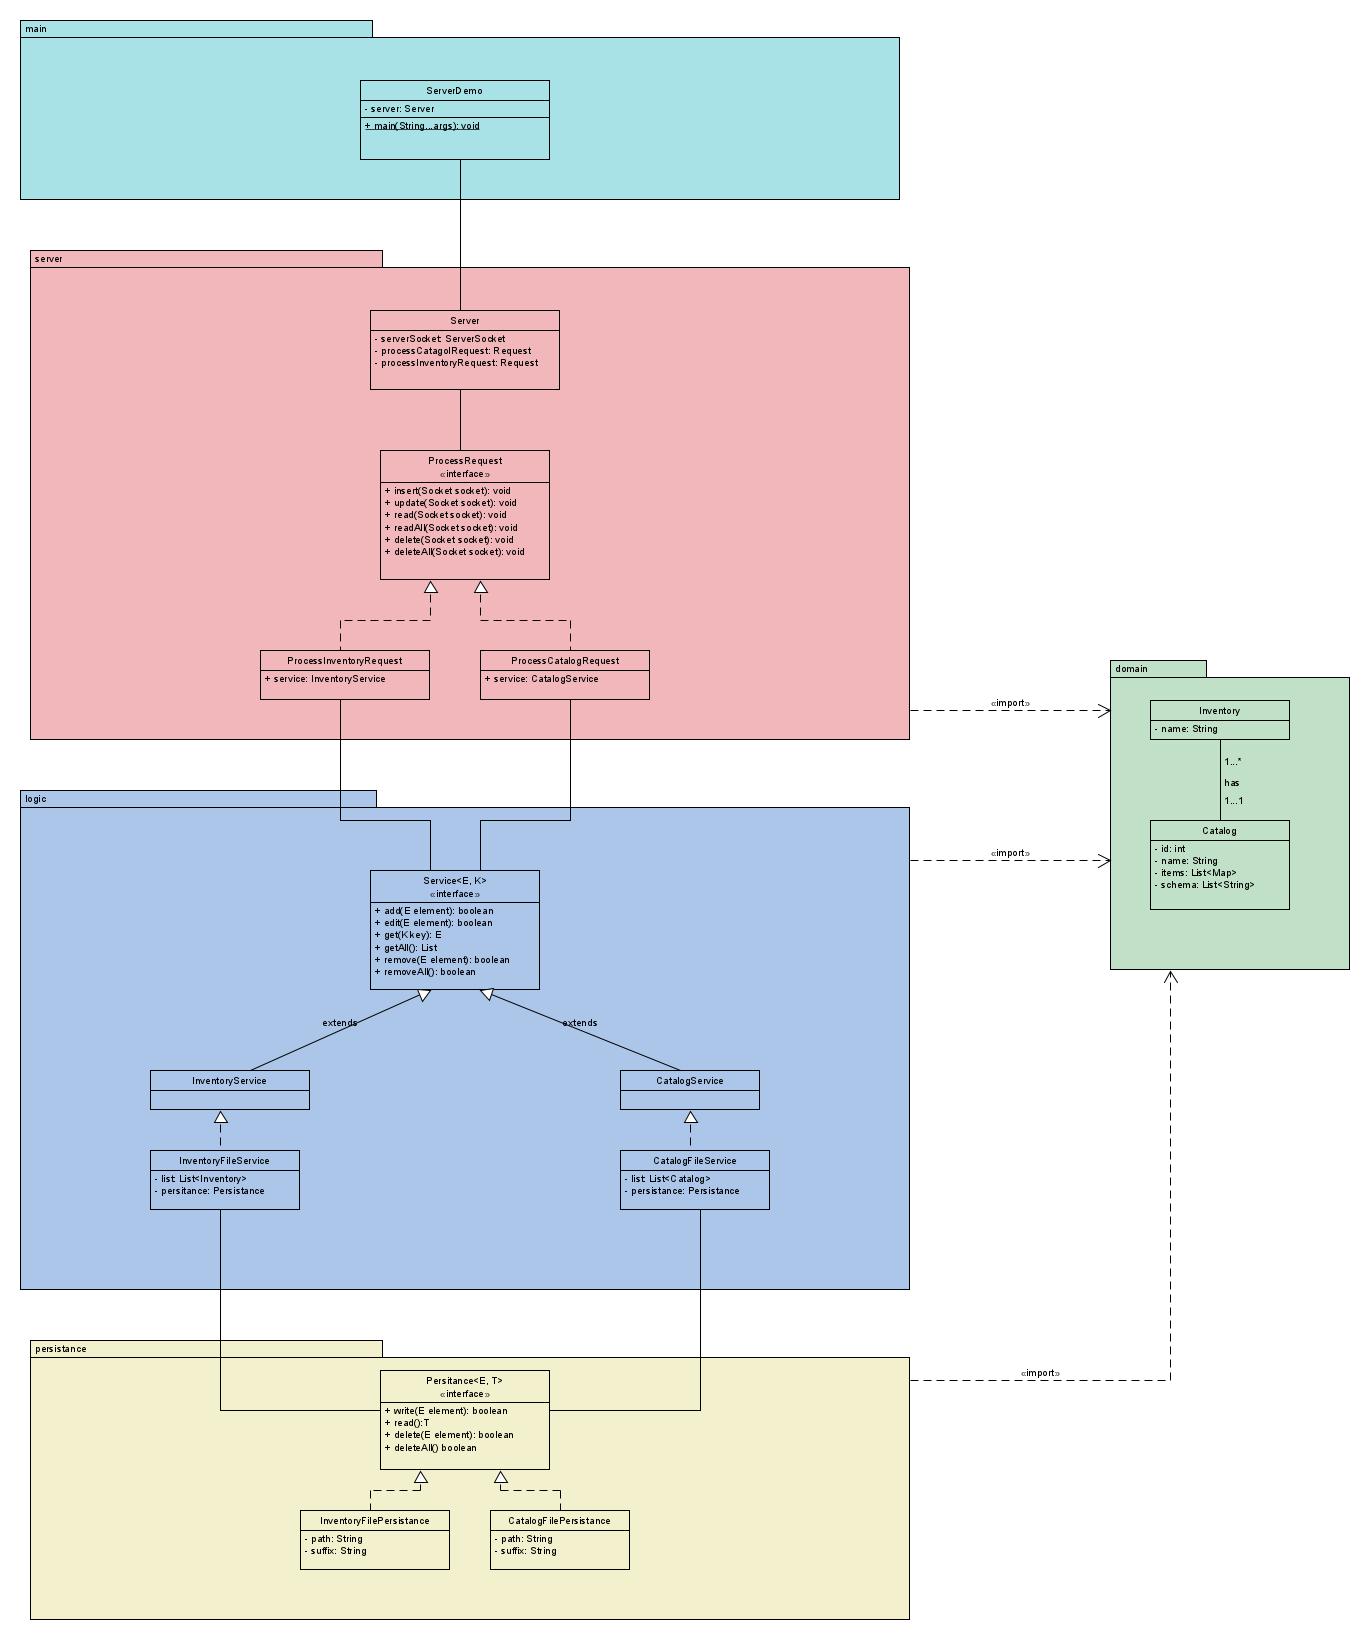 main
ServerDemo
- server: Server
+ main(String...args): void
server
Server
- serverSocket: ServerSocket
- processCatagolRequest: Request
- processInventoryRequest: Request
ProcessRequest
«interface»
+ insert(Socket socket): void
+ update(Socket socket): void
+ read(Socket socket): void
+ readAll(Socket socket): void
+ delete(Socket socket): void
+ deleteAll(Socket socket): void
ProcessInventoryRequest
+ service: InventoryService
ProcessCatalogRequest
+ service: CatalogService
«import»
domain
Inventory
- name: String
1...*
has
1...1
Catalog
- id: int
- name: String
- items: List<Map>
- schema: List<String>
logic
«import»
Service<E, K>
«interface»
+ add(E element): boolean
+ edit(E element): boolean
+ get(K key): E
+ getAll(): List
+ remove(E element): boolean
+ removeAll(): boolean
extends
extends
InventoryService
CatalogService
InventoryFileService
- list: List<Inventory>
- persitance: Persistance
CatalogFileService
- list: List<Catalog>
- persistance: Persistance
persistance
«import»
Persitance<E, T>
«interface»
+ write(E element): boolean
+ read():T
+ delete(E element): boolean
+ deleteAll() boolean
InventoryFilePersistance
- path: String
- suffix: String
CatalogFilePersistance
- path: String
- suffix: String